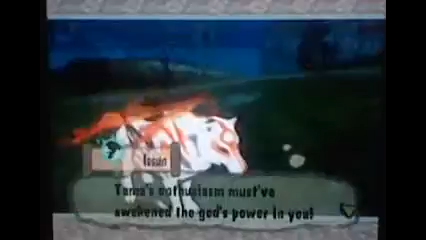 Issun
Tama's enthusiasm must've
awakened the god's power in you!